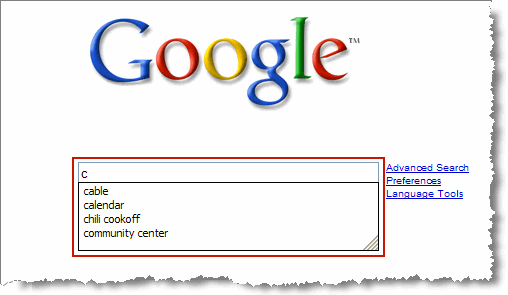 Google™
c
cable
calendar
chili cookoff
community center
Advanced Search
Preferences
Language Tools